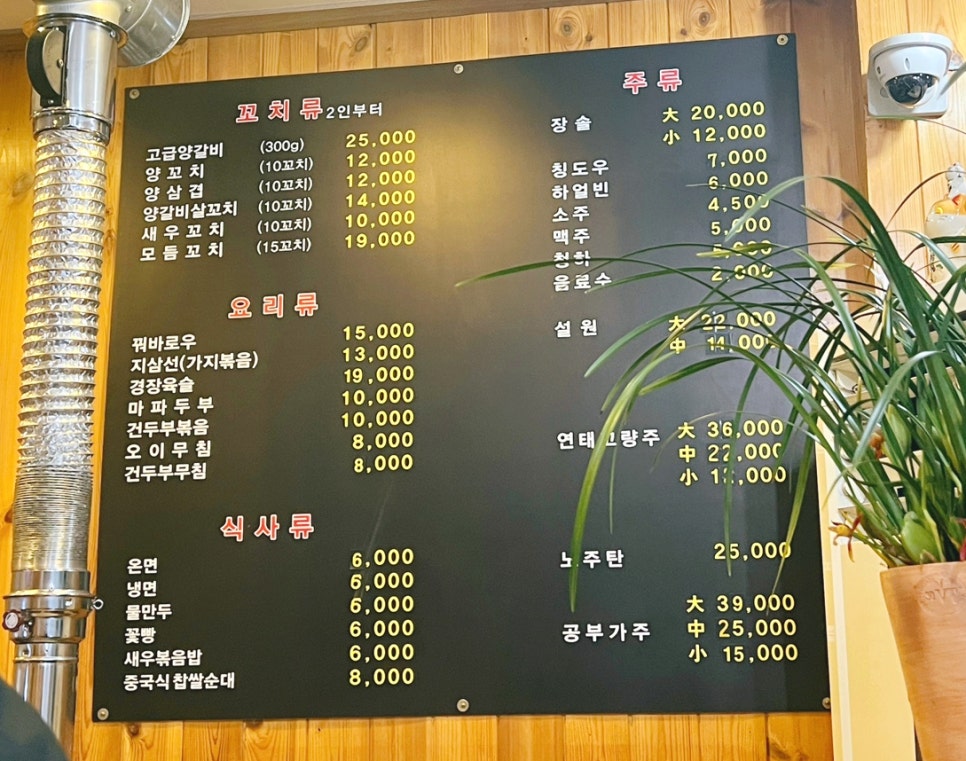 꼬치류 2인부터
고급양갈비 (300g) 25,000
양꼬치 (10꼬치) 12,000
양삼겹 (10꼬치) 12,000
양갈비살꼬치 (10꼬치) 14,000
새우꼬치 (10꼬치) 10,000
모듬꼬치 (15꼬치) 19,000
요리류
꿔바로우 15,000
지삼선(가지볶음) 13,000
경장육슬 19,000
마파두부 10,000
건두부볶음 10,000
오이무침 8,000
건두부무침 8,000
식사류
온면 6,000
냉면 6,000
물만두 6,000
꽃빵 6,000
새우볶음밥 6,000
중국식찹쌀순대 8,000
주류
장솔 大 20,000
小 12,000
칭도우 7,000
하얼빈 6,000
소주 4,500
맥주 5,000
청하 5,000
음료수 2,000
설원 大 22,000
中 14,000
연태고량주 大 36,000
中 22,000
小 12,000
노주탄 25,000
공부가주 大 39,000
中 25,000
小 15,000